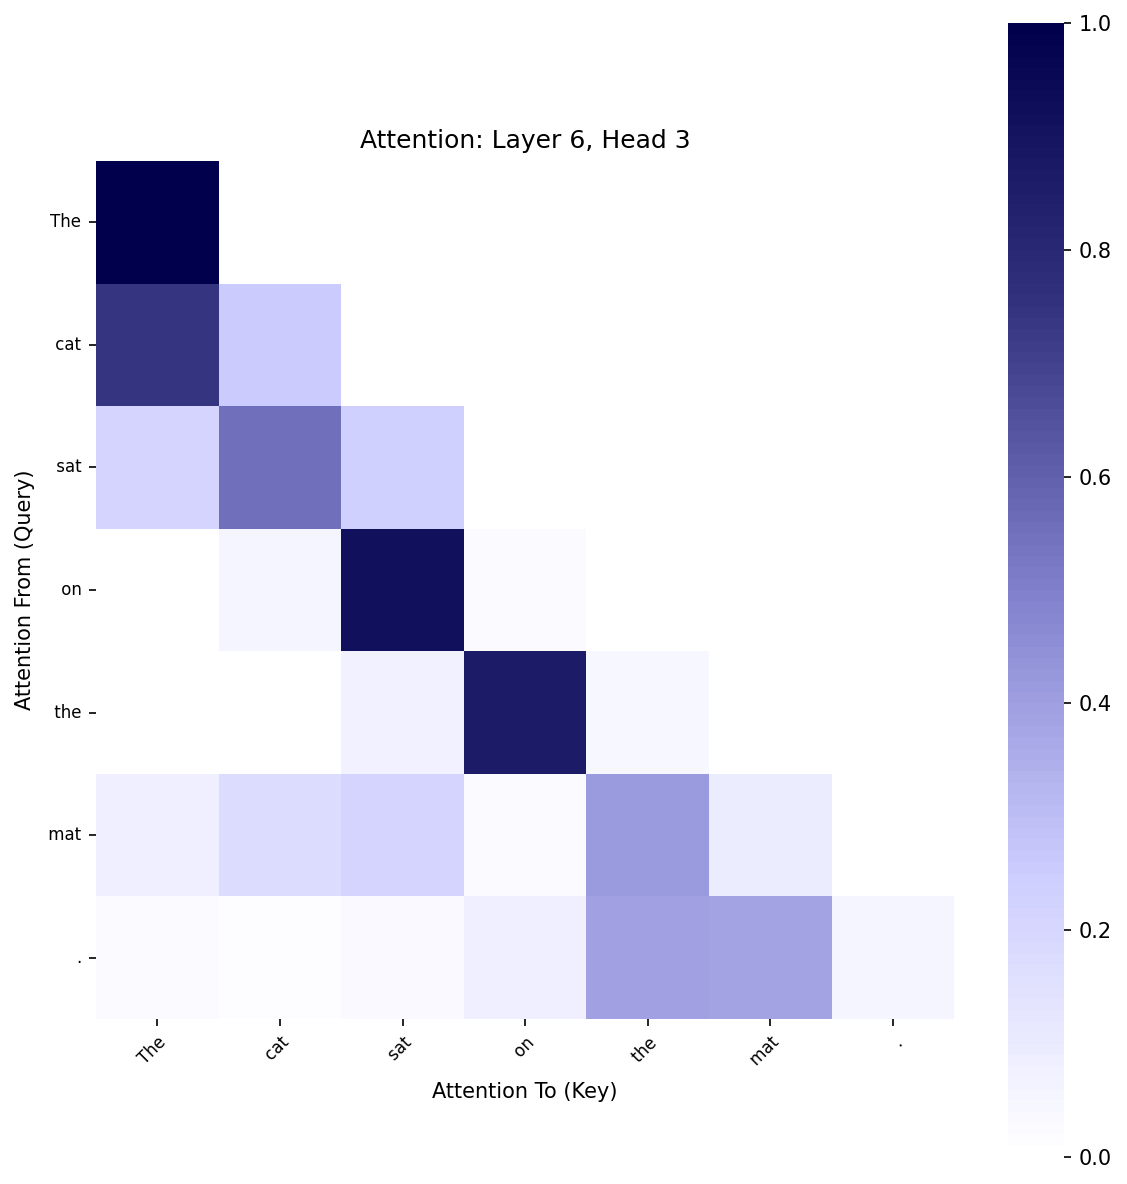 Attention: Layer 6, Head 3
The
cat
sat
on
the
mat
.
Attention From (Query)
The
cat
sat
on
the
mat
.
Attention To (Key)
1.0
0.8
0.6
0.4
0.2
0.0